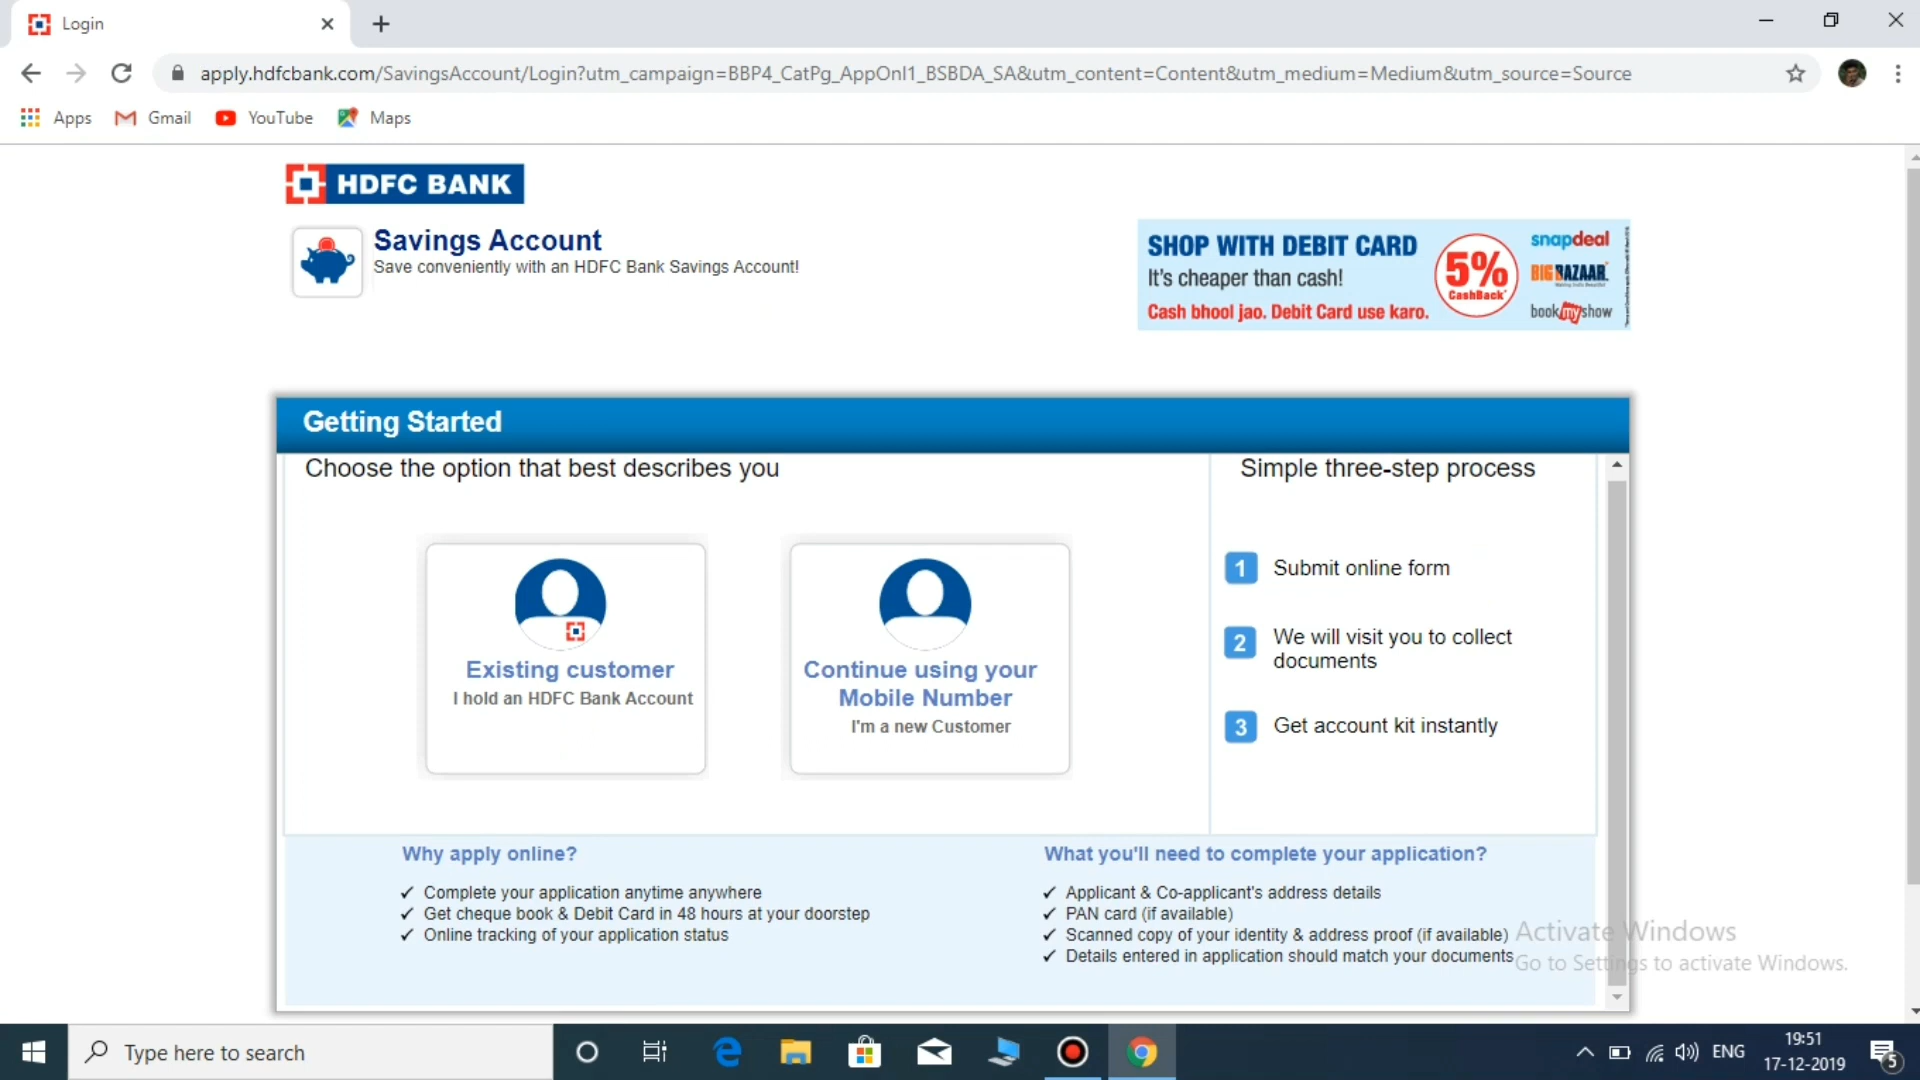 Login
apply.hdfcbank.com/SavingsAccount/Login?utm_campaign=BBP4_CatPg_AppOnl1_BSBDA_SA&utm_content=Content&utm_medium=Medium&utm_source=Source
Apps Gmail YouTube Maps
HDFC BANK
Savings Account
Save conveniently with an HDFC Bank Savings Account!
SHOP WITH DEBIT CARD
It's cheaper than cash!
Cash bhool jao. Debit Card use karo.
5%
CashBack*
snapdeal
BIG BAZAAR
bookmyshow
Getting Started
Choose the option that best describes you
Existing customer
I hold an HDFC Bank Account
Continue using your
Mobile Number
I'm a new Customer
Simple three-step process
1 Submit online form
2 We will visit you to collect
documents
3 Get account kit instantly
Why apply online?
✓ Complete your application anytime anywhere
✓ Get cheque book & Debit Card in 48 hours at your doorstep
✓ Online tracking of your application status
What you'll need to complete your application?
✓ Applicant & Co-applicant's address details
✓ PAN card (if available)
✓ Scanned copy of your identity & address proof (if available)
✓ Details entered in application should match your documents
Activate Windows
Go to Settings to activate Windows.
Type here to search
ENG
19:51
17-12-2019
5